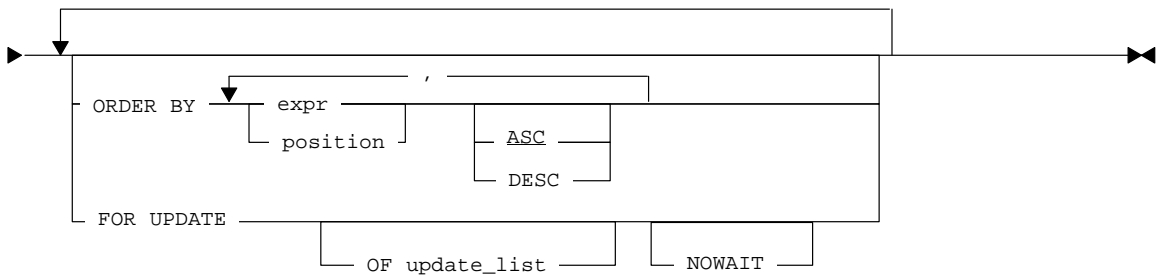 ,
ORDER BY expr
position
ASC
DESC
FOR UPDATE
OF update_list NOWAIT